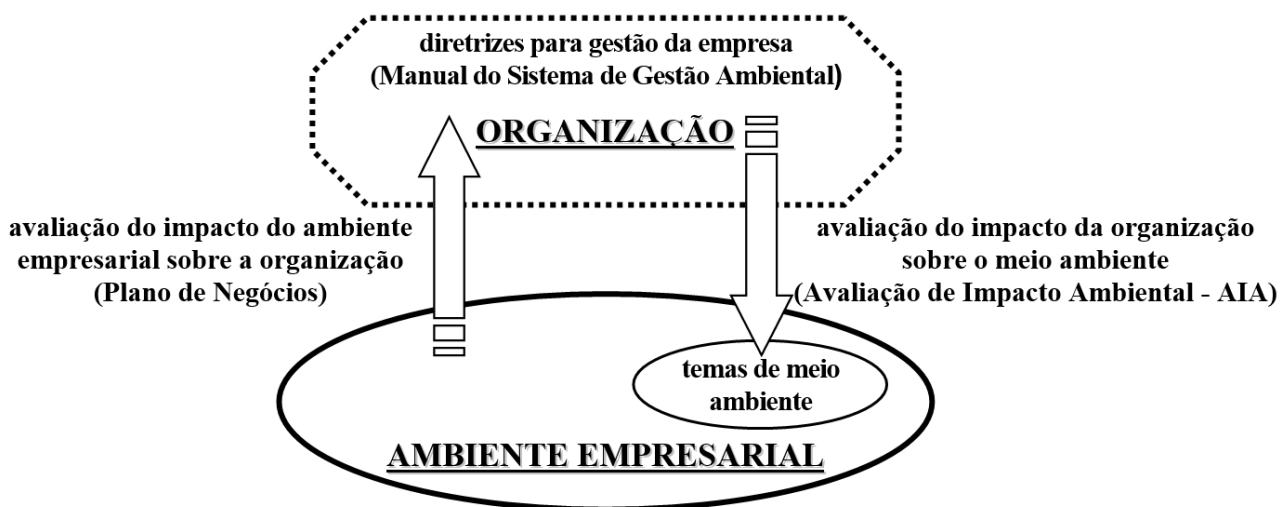 diretrizes para gestão da empresa
(Manual do Sistema de Gestão Ambiental)
ORGANIZAÇÃO
avaliação do impacto do ambiente
empresarial sobre a organização
(Plano de Negócios)
avaliação do impacto da organização
sobre o meio ambiente
(Avaliação de Impacto Ambiental - AIA)
temas de meio
ambiente
AMBIENTE EMPRESARIAL